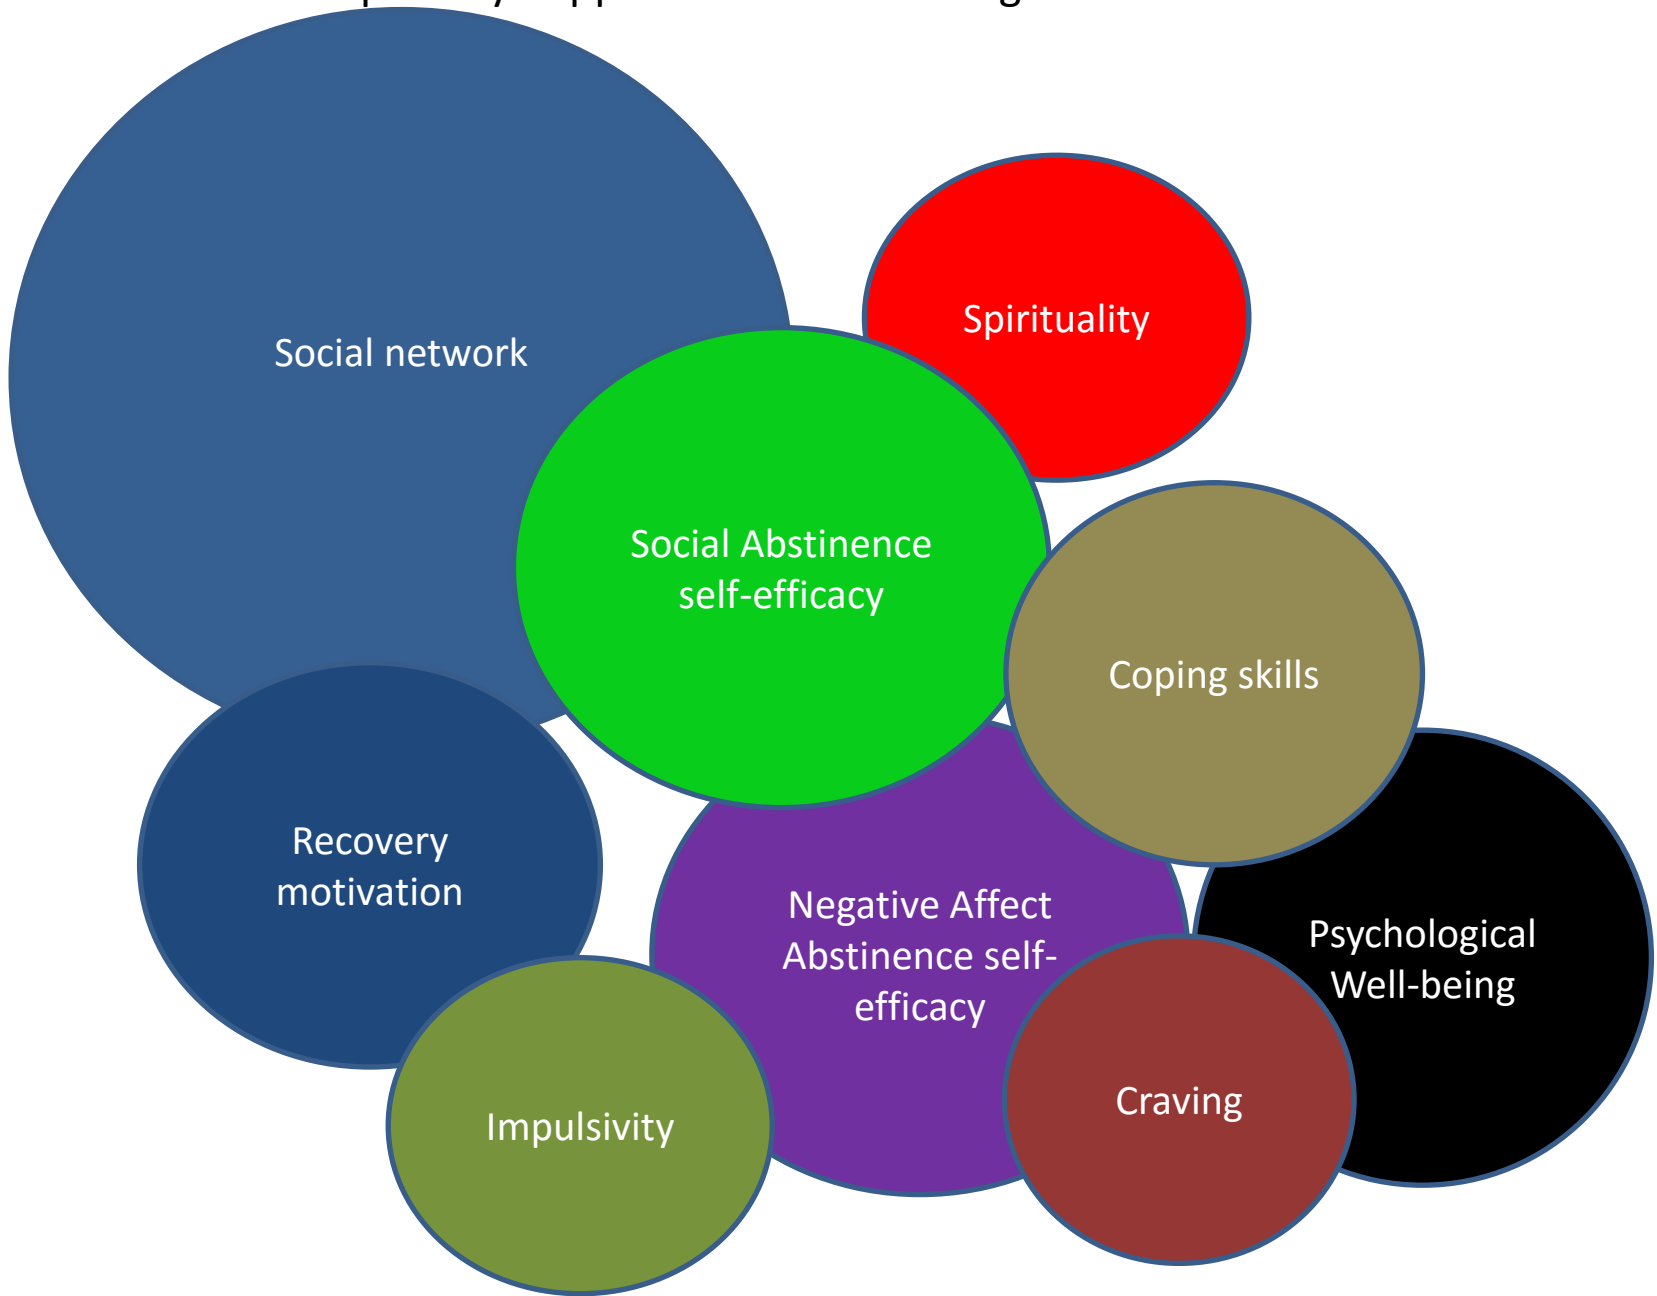 Social network
Spirituality
Social Abstinence
self-efficacy
Coping skills
Recovery
motivation
Negative Affect
Abstinence self-
efficacy
Psychological
Well-being
Craving
Impulsivity